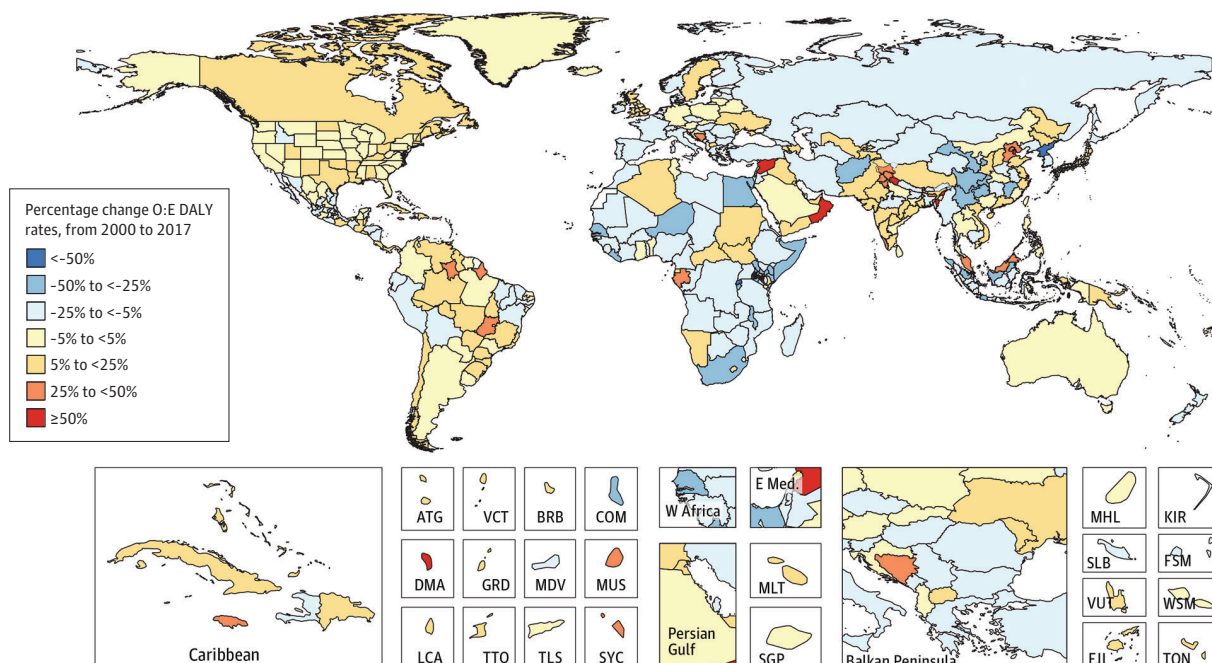 Percentage change O:E DALY
rates, from 2000 to 2017
<-50%
-50% to <-25%
-25% to <-5%
-5% to <5%
5% to <25%
25% to <50%
≥50%
Caribbean
ATG
VCT
BRB
COM
DMA
GRD
MDV
MUS
LCA
TTO
TLS
SYC
W Africa
E Med.
Persian
Gulf
MLT
SGP
Balkan Peninsula
MHL
KIR
SLB
FSM
VUT
WSM
FJI
TON